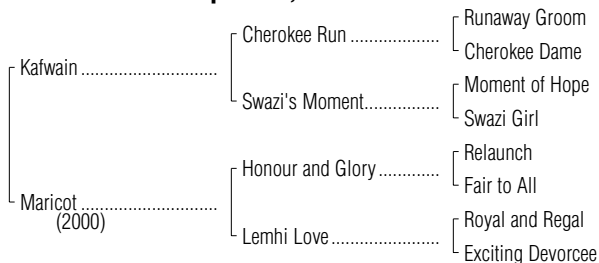 Runaway Groom
Cherokee Run ...................
Cherokee Dame
Kafwain .............................
Moment of Hope
Swazi's Moment................
Swazi Girl
Relaunch
Honour and Glory .............
Fair to All
Maricot .............................
(2000)
Royal and Regal
Lemhi Love.......................
Exciting Devorcee